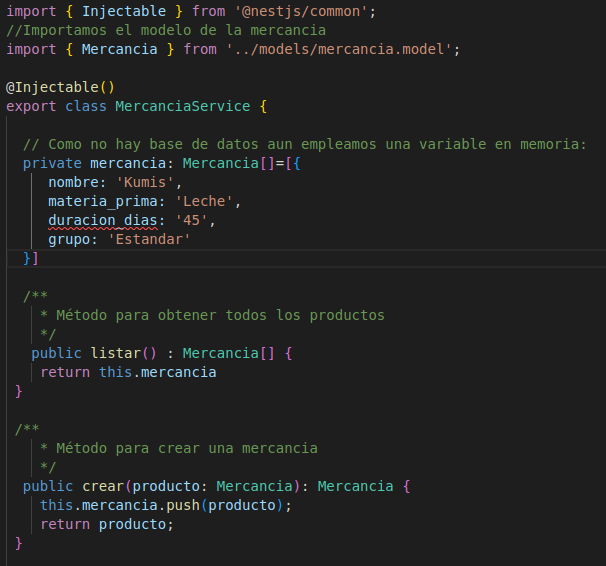 import { Injectable } from '@nestjs/common';
//Importamos el modelo de la mercancia
import { Mercancia } from '../models/mercancia.model';
@Injectable()
export class MercanciaService {
// Como no hay base de datos aun empleamos una variable en memoria:
private mercancia: Mercancia[]=[{
nombre: 'Kumis',
materia_prima: 'Leche',
duracion_dias: '45',
grupo: 'Estandar'
}]
/**
* Método para obtener todos los productos
*/
public listar() : Mercancia[] {
return this.mercancia
}
/**
* Método para crear una mercancia
*/
public crear(producto: Mercancia): Mercancia {
this.mercancia.push(producto);
return producto;
}